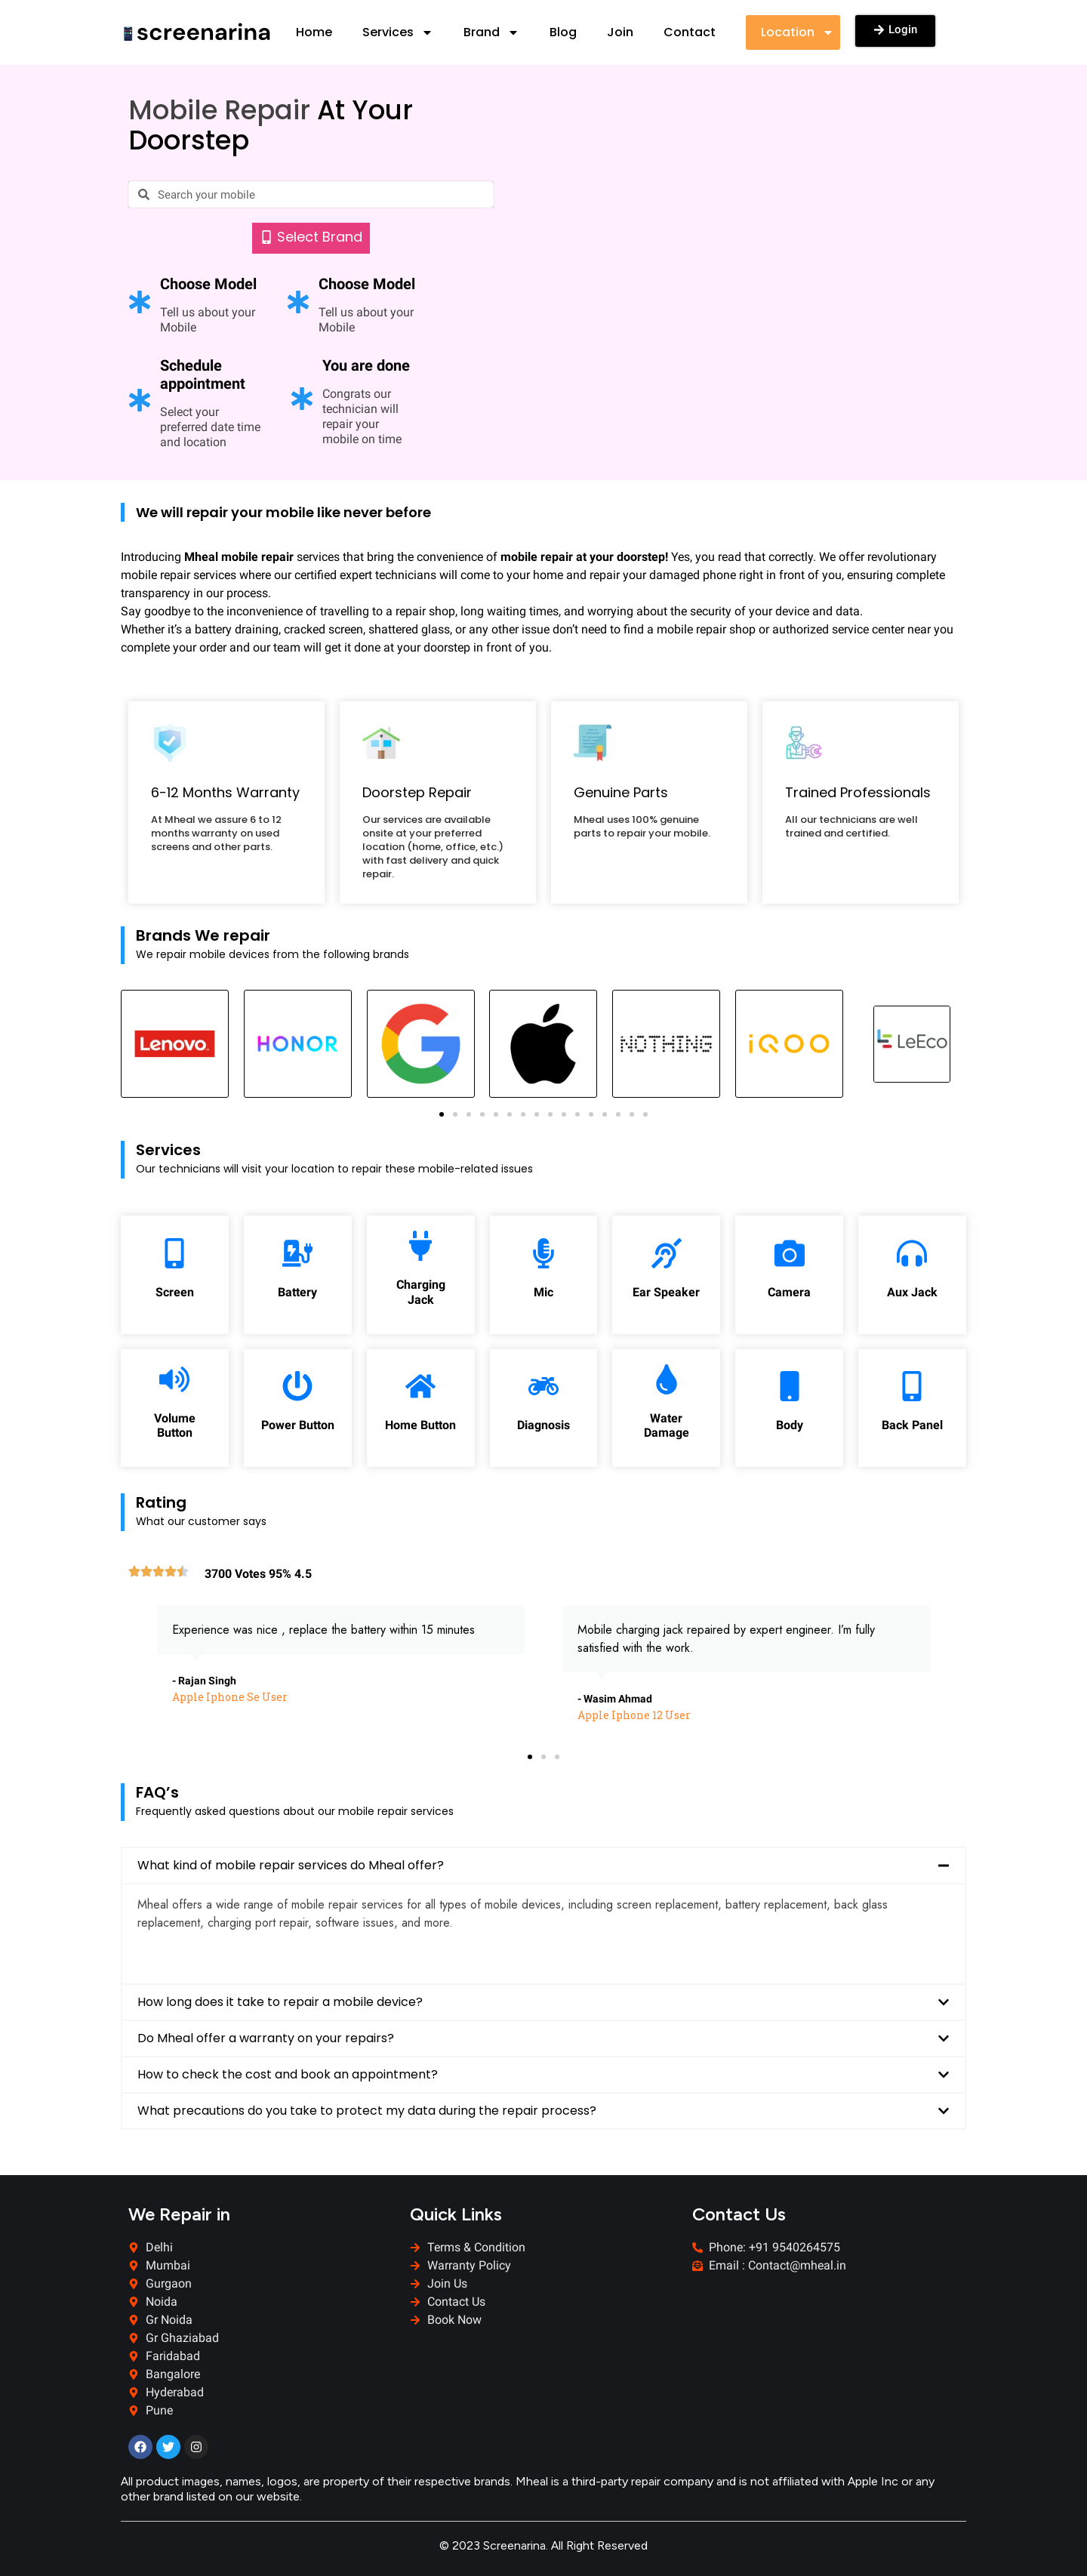 screenarina
Home
Services
Brand
Blog
Join
Contact
Location
Login
Mobile Repair At Your
Doorstep
Search your mobile
Select Brand
Choose Model
Tell us about your
Mobile
Choose Model
Tell us about your
Mobile
Schedule
appointment
Select your
preferred date time
and location
You are done
Congrats our
technician will
repair your
mobile on time
We will repair your mobile like never before
Introducing Mheal mobile repair services that bring the convenience of mobile repair at your doorstep! Yes, you read that correctly. We offer revolutionary
mobile repair services where our certified expert technicians will come to your home and repair your damaged phone right in front of you, ensuring complete
transparency in our process.
Say goodbye to the inconvenience of travelling to a repair shop, long waiting times, and worrying about the security of your device and data.
Whether it’s a battery draining, cracked screen, shattered glass, or any other issue don’t need to find a mobile repair shop or authorized service center near you
complete your order and our team will get it done at your doorstep in front of you.
6-12 Months Warranty
At Mheal we assure 6 to 12
months warranty on used
screens and other parts.
Doorstep Repair
Our services are available
onsite at your preferred
location (home, office, etc.)
with fast delivery and quick
repair.
Genuine Parts
Mheal uses 100% genuine
parts to repair your mobile.
Trained Professionals
All our technicians are well
trained and certified.
Brands We repair
We repair mobile devices from the following brands
Lenovo
HONOR
G
NOTHING
iQOO
LeEco
Services
Our technicians will visit your location to repair these mobile-related issues
Screen
Battery
Charging
Jack
Mic
Ear Speaker
Camera
Aux Jack
Volume
Button
Power Button
Home Button
Diagnosis
Water
Damage
Body
Back Panel
Rating
What our customer says
3700 Votes 95% 4.5
Experience was nice , replace the battery within 15 minutes
- Rajan Singh
Apple Iphone Se User
Mobile charging jack repaired by expert engineer. I’m fully
satisfied with the work.
- Wasim Ahmad
Apple Iphone 12 User
FAQ’s
Frequently asked questions about our mobile repair services
What kind of mobile repair services do Mheal offer?
Mheal offers a wide range of mobile repair services for all types of mobile devices, including screen replacement, battery replacement, back glass
replacement, charging port repair, software issues, and more.
How long does it take to repair a mobile device?
Do Mheal offer a warranty on your repairs?
How to check the cost and book an appointment?
What precautions do you take to protect my data during the repair process?
We Repair in
Delhi
Mumbai
Gurgaon
Noida
Gr Noida
Gr Ghaziabad
Faridabad
Bangalore
Hyderabad
Pune
Quick Links
Terms & Condition
Warranty Policy
Join Us
Contact Us
Book Now
Contact Us
Phone: +91 9540264575
Email : Contact@mheal.in
All product images, names, logos, are property of their respective brands. Mheal is a third-party repair company and is not affiliated with Apple Inc or any
other brand listed on our website.
© 2023 Screenarina. All Right Reserved